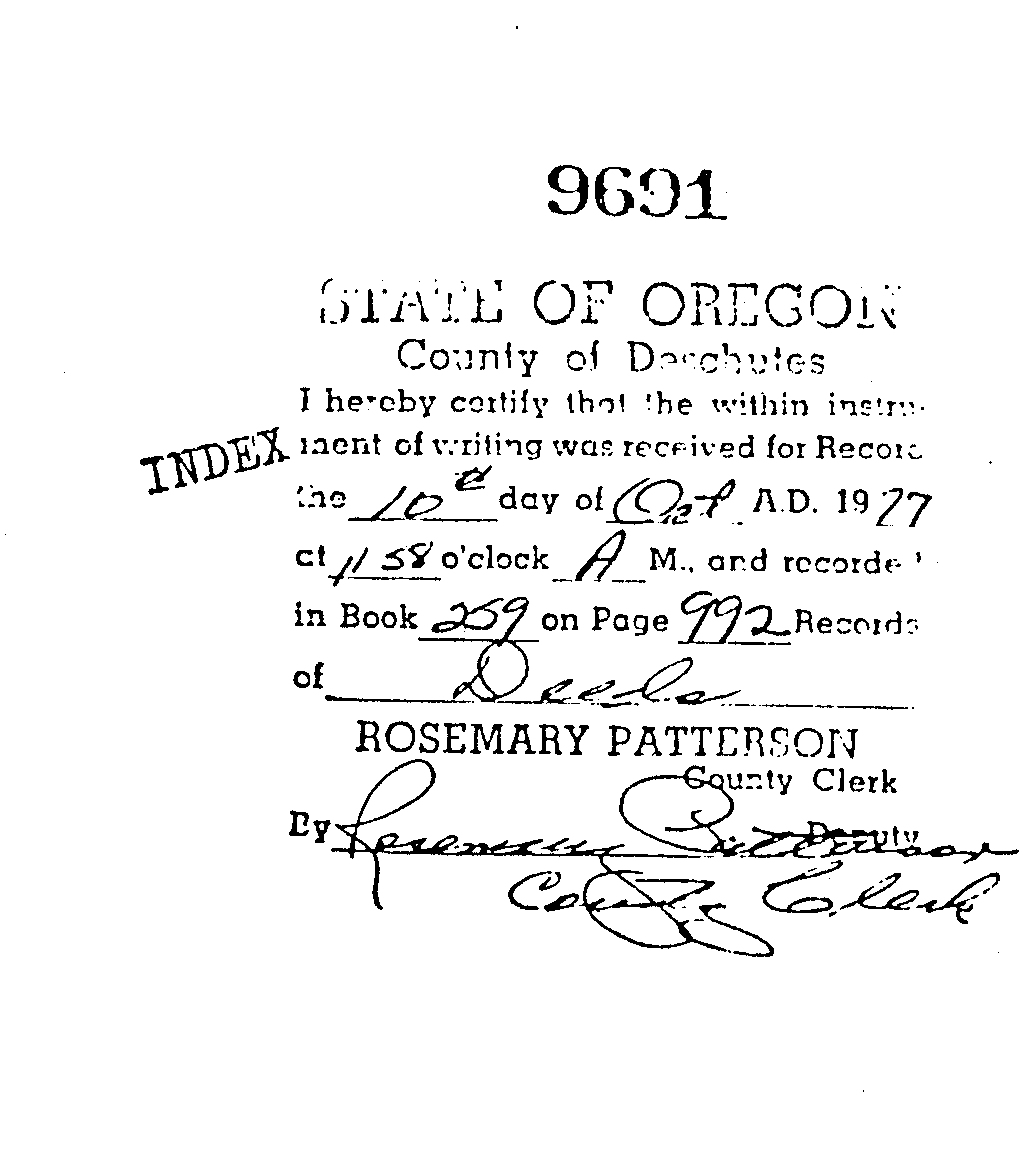 9691
STATE OF OREGON
County of Deschutes
I hereby certify that the within instru-
INDEX ment of writing was received for Record
the 10th day of Oct A.D. 1977
at 11 58 o'clock A M., and recorded
in Book 259 on Page 992 Records
of Deeds
ROSEMARY PATTERSON
County Clerk
By Rosemary Patterson Deputy
County Clerk